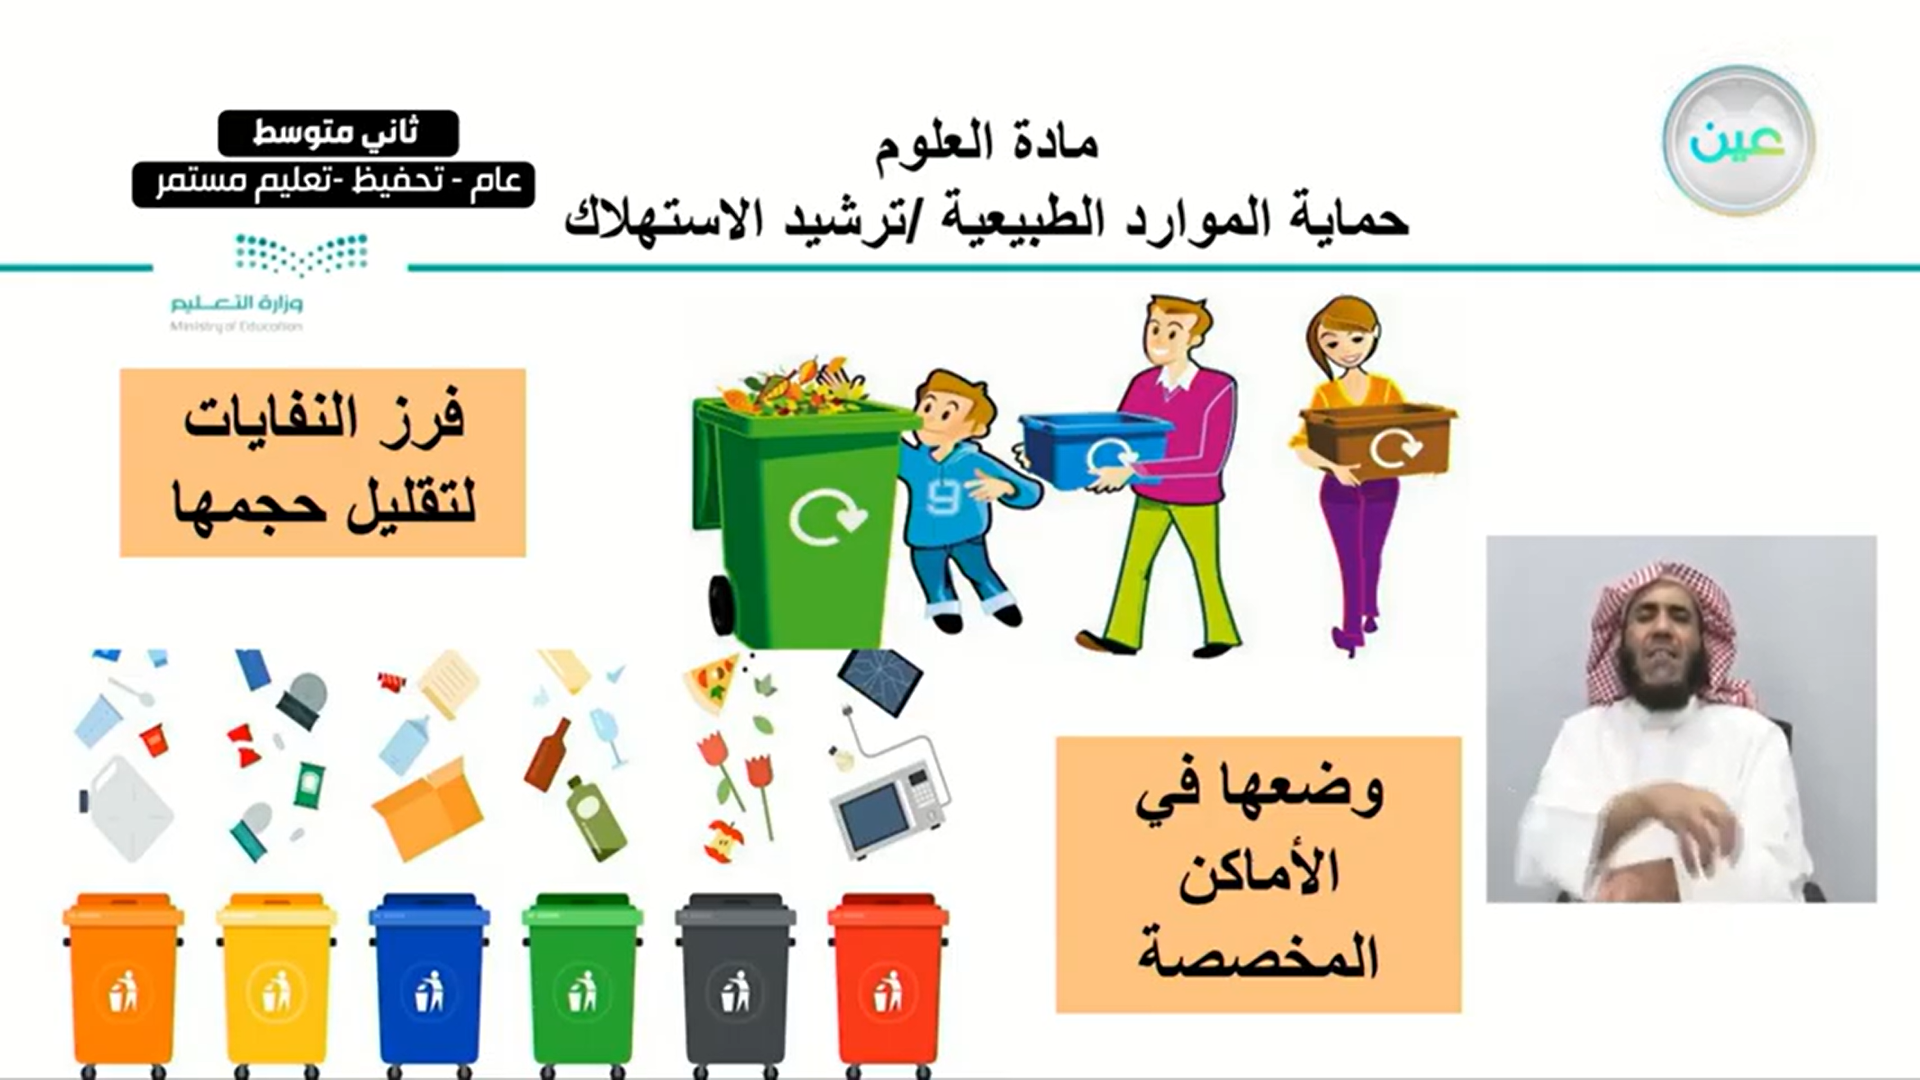 ثاني متوسط
عام - تحفيظ -تعليم مستمر
مادة العلوم
حماية الموارد الطبيعية /ترشيد الاستهلاك
عين
وزارة التعليم
Ministry of Education
فرز النفايات
لتقليل حجمها
9
وضعها في
الأماكن
المخصصة